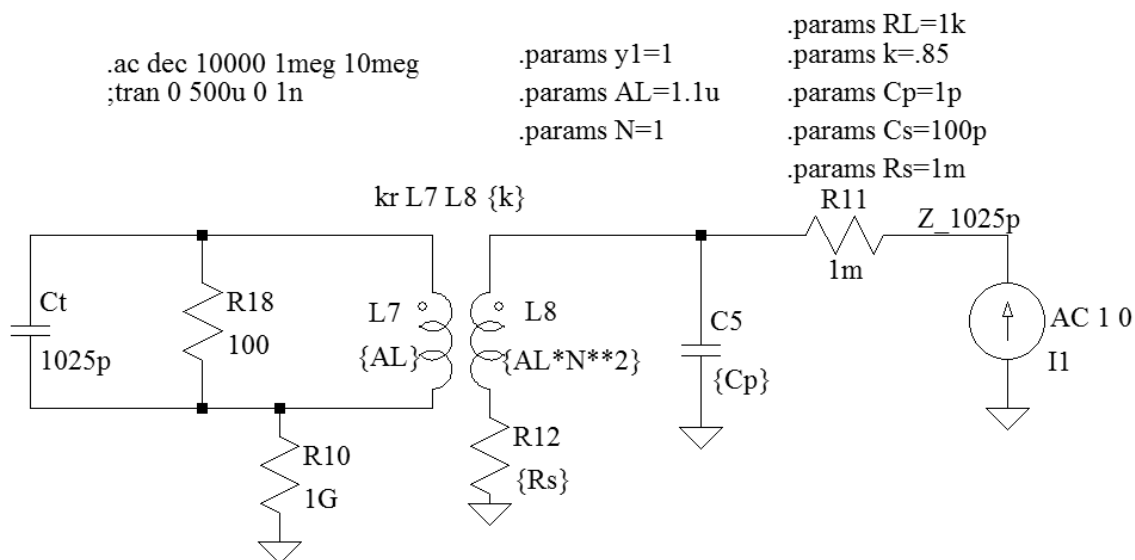 .ac dec 10000 1meg 10meg
;tran 0 500u 0 1n
.params y1=1
.params AL=1.1u
.params N=1
.params RL=1k
.params k=.85
.params Cp=1p
.params Cs=100p
.params Rs=1m
kr L7 L8 {k}
R11
1m
Z_1025p
Ct
1025p
R18
100
L7
{AL}
L8
{AL*N**2}
C5
{Cp}
AC 1 0
I1
R10
1G
R12
{Rs}